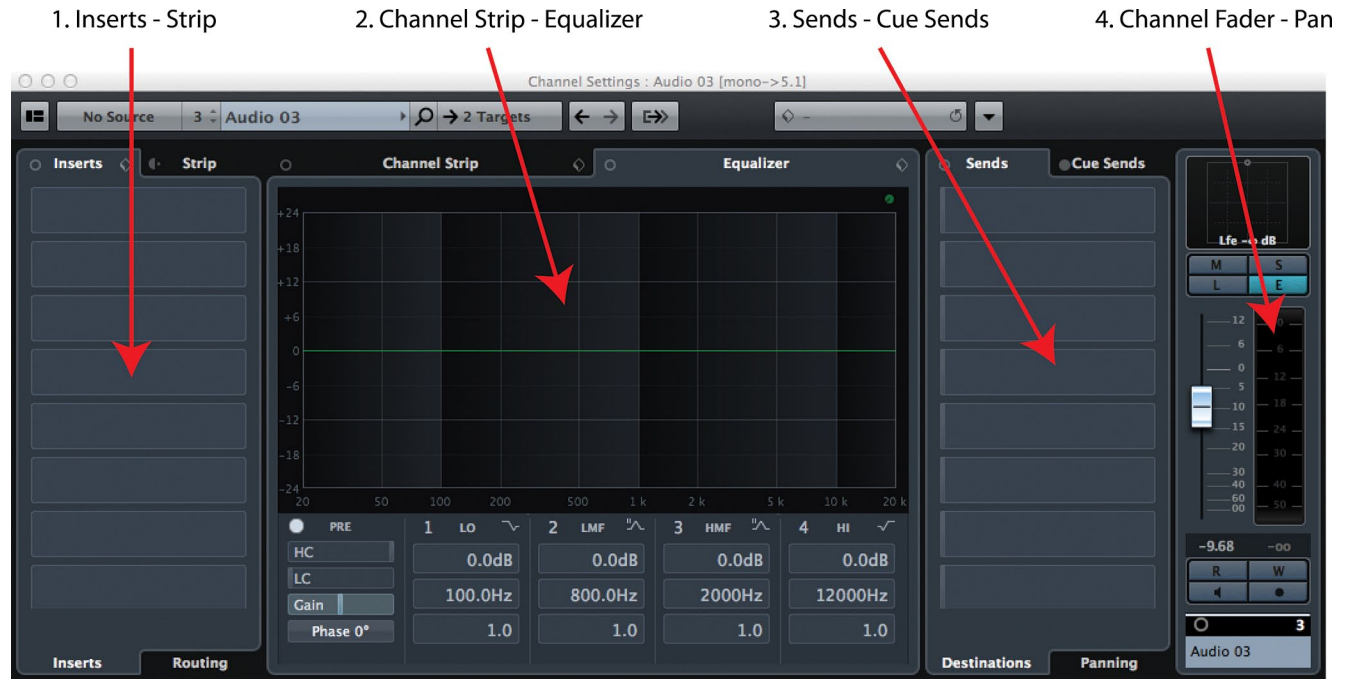 1. Inserts - Strip 2. Channel Strip - Equalizer 3. Sends - Cue Sends 4. Channel Fader - Pan
Channel Settings : Audio 03 [mono->5.1]
No Source 3 Audio 03 → 2 Targets ← → -
Inserts Strip Channel Strip Equalizer Sends Cue Sends
+24
+18
+12
+6
0
-6
-12
-18
-24
20 50 100 200 500 1 k 2 k 5 k 10 k 20 k
PRE 1 LO 2 LMF 3 HMF 4 HI
HC 0.0dB 0.0dB 0.0dB 0.0dB
LC
Gain 100.0Hz 800.0Hz 2000Hz 12000Hz
Phase 0° 1.0 1.0 1.0 1.0
Inserts Routing Destinations Panning
Lfe -∞ dB
M S
L E
12 0
6 6
0 12
5
10 18
15 24
20 30
30
40 40
60
00 50
-9.68 -oo
R W
3
Audio 03